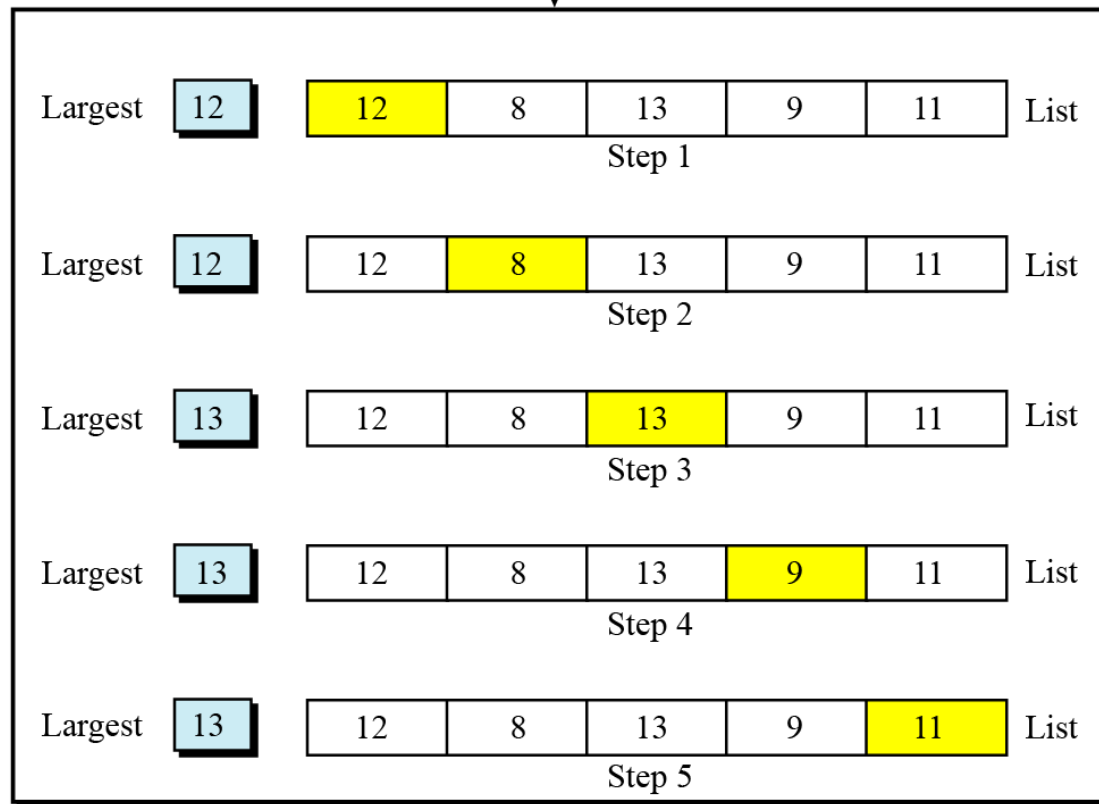 Largest 12 12 8 13 9 11 List
Step 1
Largest 12 12 8 13 9 11 List
Step 2
Largest 13 12 8 13 9 11 List
Step 3
Largest 13 12 8 13 9 11 List
Step 4
Largest 13 12 8 13 9 11 List
Step 5